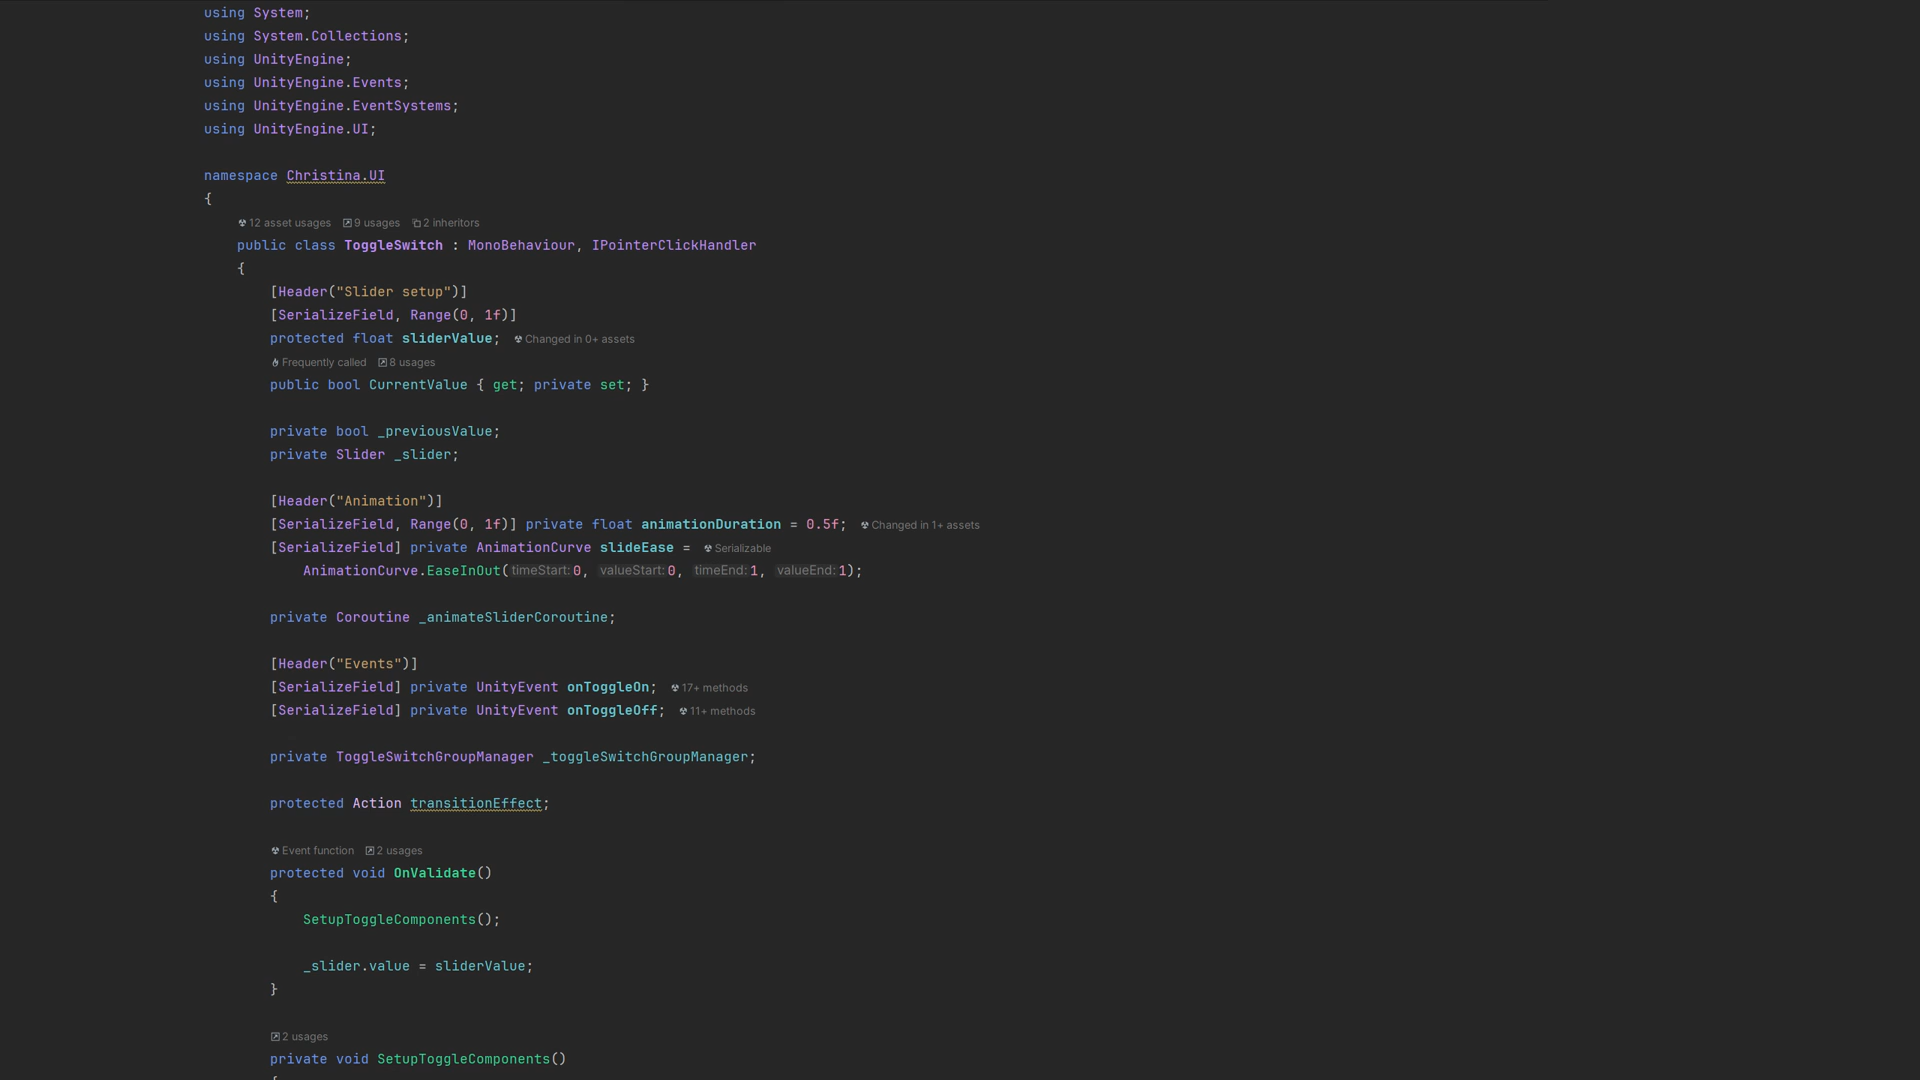 using System;
using System.Collections;
using UnityEngine;
using UnityEngine.Events;
using UnityEngine.EventSystems;
using UnityEngine.UI;
namespace Christina.UI
{
12 asset usages 9 usages 2 inheritors
public class ToggleSwitch : MonoBehaviour, IPointerClickHandler
{
[Header("Slider setup")]
[SerializeField, Range(0, 1f)]
protected float sliderValue; Changed in 0+ assets
Frequently called 8 usages
public bool CurrentValue { get; private set; }
private bool _previousValue;
private Slider _slider;
[Header("Animation")]
[SerializeField, Range(0, 1f)] private float animationDuration = 0.5f; Changed in 1+ assets
[SerializeField] private AnimationCurve slideEase = Serializable
AnimationCurve.EaseInOut(timeStart: 0, valueStart: 0, timeEnd: 1, valueEnd: 1);
private Coroutine _animateSliderCoroutine;
[Header("Events")]
[SerializeField] private UnityEvent onToggleOn; 17+ methods
[SerializeField] private UnityEvent onToggleOff; 11+ methods
private ToggleSwitchGroupManager _toggleSwitchGroupManager;
protected Action transitionEffect;
Event function 2 usages
protected void OnValidate()
{
SetupToggleComponents();
_slider.value = sliderValue;
}
2 usages
private void SetupToggleComponents()
{